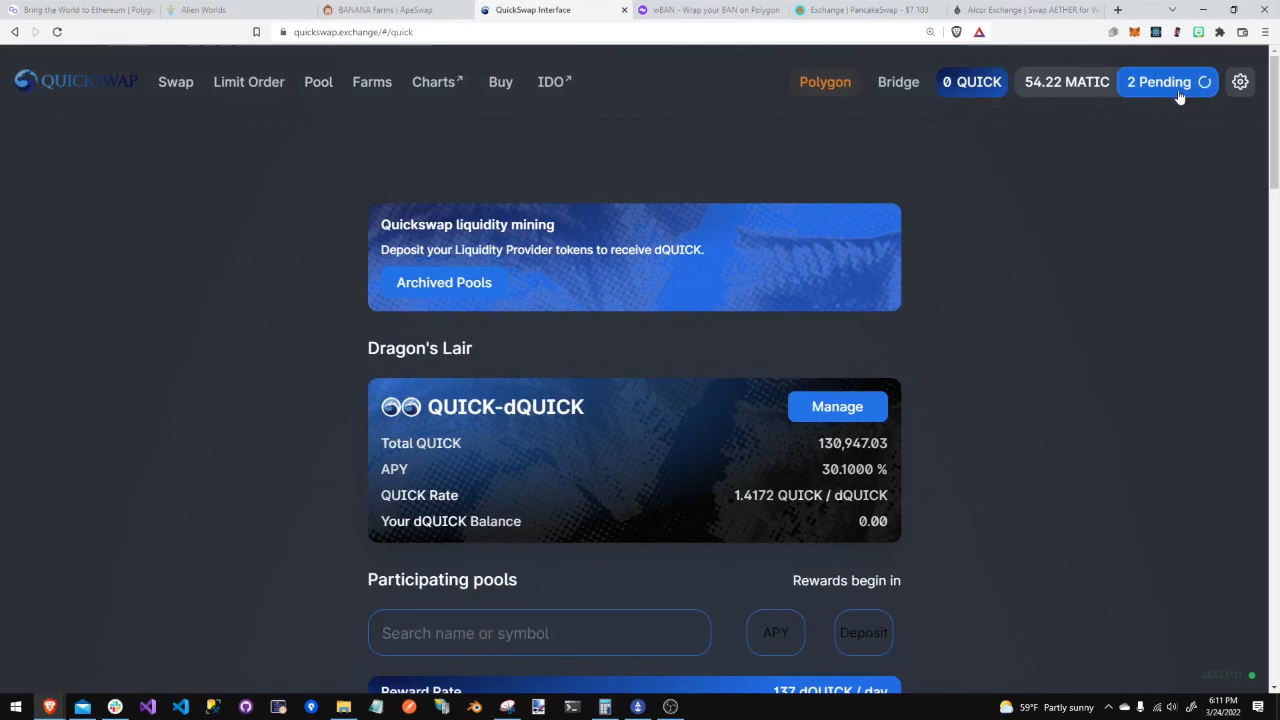 Bring the World to Ethereum | Polyg
Alien Worlds
BANANA Farms | ApeSwap
QuickSwap Interface
wBAN - Wrap your BAN on Polygon
Exchange | PancakeSwap - $7.103
Alcor Exchange | Swap AETHER for W
quickswap.exchange/#/quick
QUICKSWAP
Swap
Limit Order
Pool
Farms
Charts↗
Buy
IDO↗
Polygon
Bridge
0 QUICK
54.22 MATIC
2 Pending
Quickswap liquidity mining
Deposit your Liquidity Provider tokens to receive dQUICK.
Archived Pools
Dragon's Lair
QUICK-dQUICK
Manage
Total QUICK
130,947.03
APY
30.1000 %
QUICK Rate
1.4172 QUICK / dQUICK
Your dQUICK Balance
0.00
Participating pools
Rewards begin in
Search name or symbol
APY
Deposit
Reward Rate
137 dQUICK / day
59°F Partly sunny
6:11 PM
3/24/2022